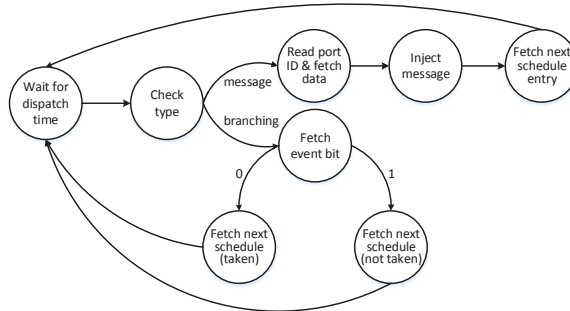 Wait for
dispatch
time
Check
type
message
branching
Read port
ID & fetch
data
Inject
message
Fetch next
schedule
entry
Fetch
event bit
0
1
Fetch next
schedule
(taken)
Fetch next
schedule
(not taken)